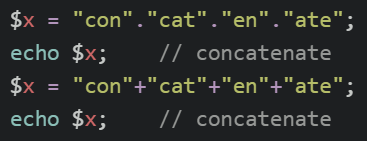 $x = "con"."cat"."en"."ate";
echo $x;    // concatenate
$x = "con"+"cat"+"en"+"ate";
echo $x;    // concatenate